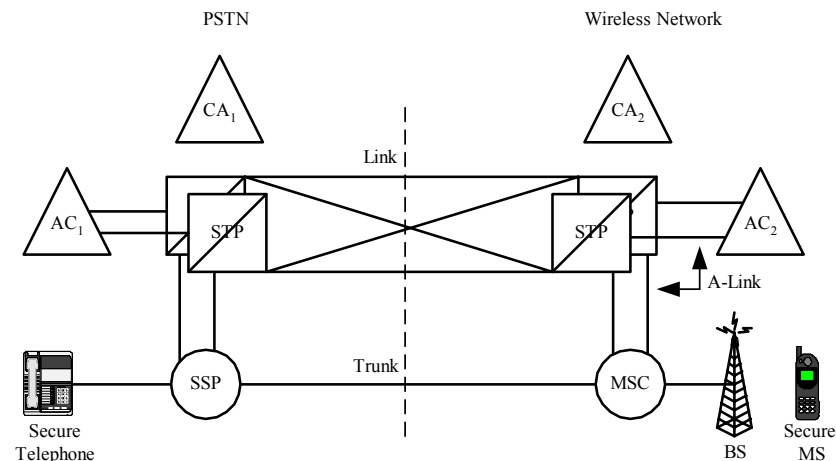 PSTN
Wireless Network
CA1
CA2
Link
AC1
STP
STP
AC2
A-Link
Trunk
SSP
MSC
Secure
Telephone
BS
Secure
MS